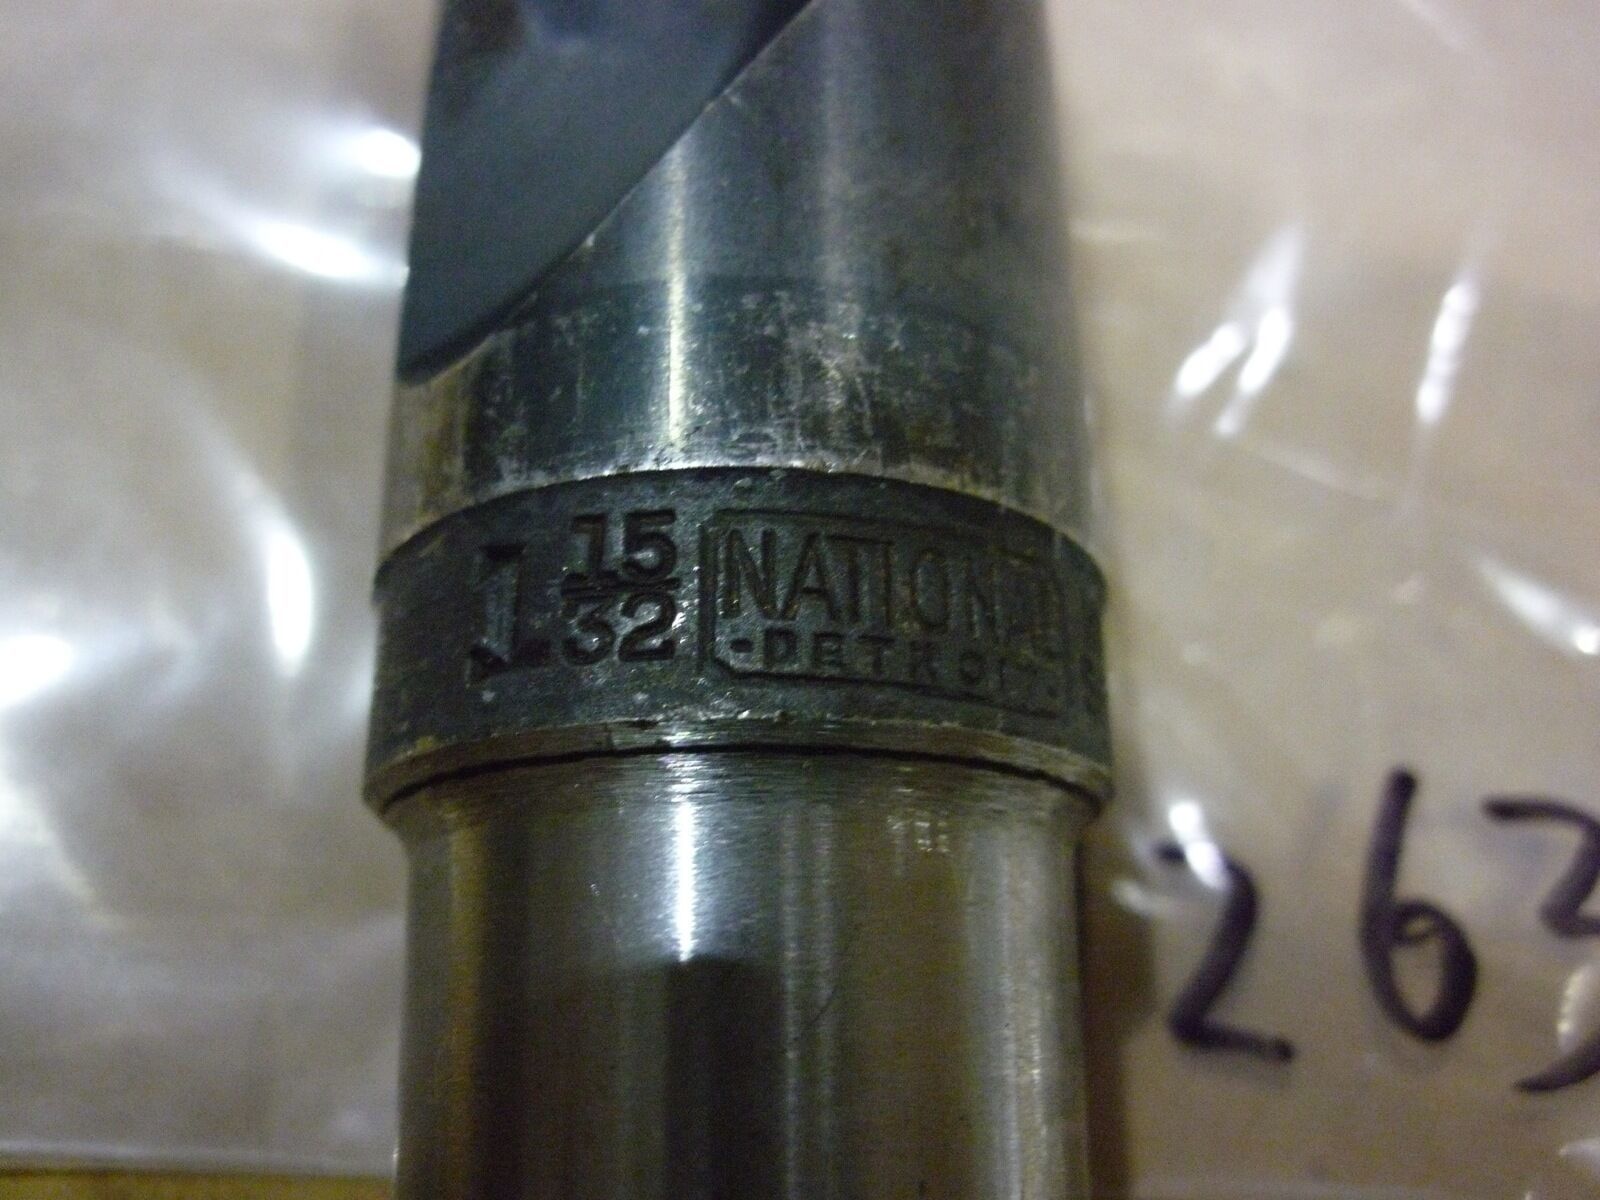 1 15/32
NATIONAL
-DETROIT-
263